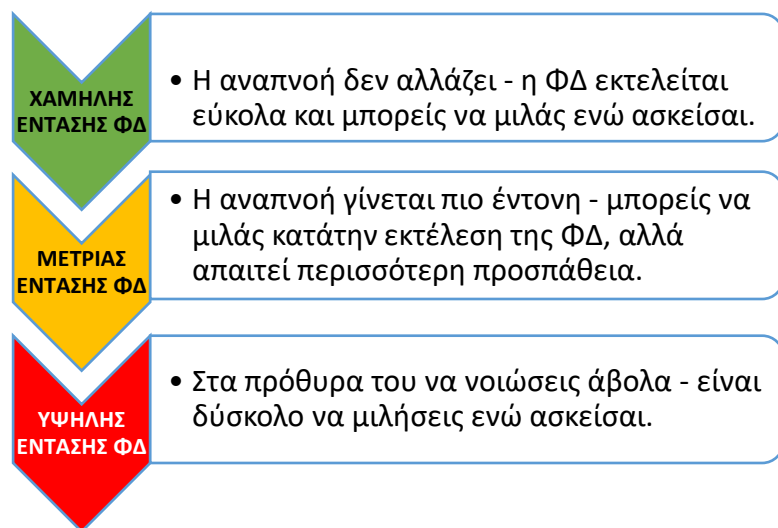 ΧΑΜΗΛΗΣ
ΕΝΤΑΣΗΣ ΦΔ
• Η αναπνοή δεν αλλάζει - η ΦΔ εκτελείται
εύκολα και μπορείς να μιλάς ενώ ασκείσαι.
ΜΕΤΡΙΑΣ
ΕΝΤΑΣΗΣ ΦΔ
• Η αναπνοή γίνεται πιο έντονη - μπορείς να
μιλάς κατάτην εκτέλεση της ΦΔ, αλλά
απαιτεί περισσότερη προσπάθεια.
ΥΨΗΛΗΣ
ΕΝΤΑΣΗΣ ΦΔ
• Στα πρόθυρα του να νοιώσεις άβολα - είναι
δύσκολο να μιλήσεις ενώ ασκείσαι.